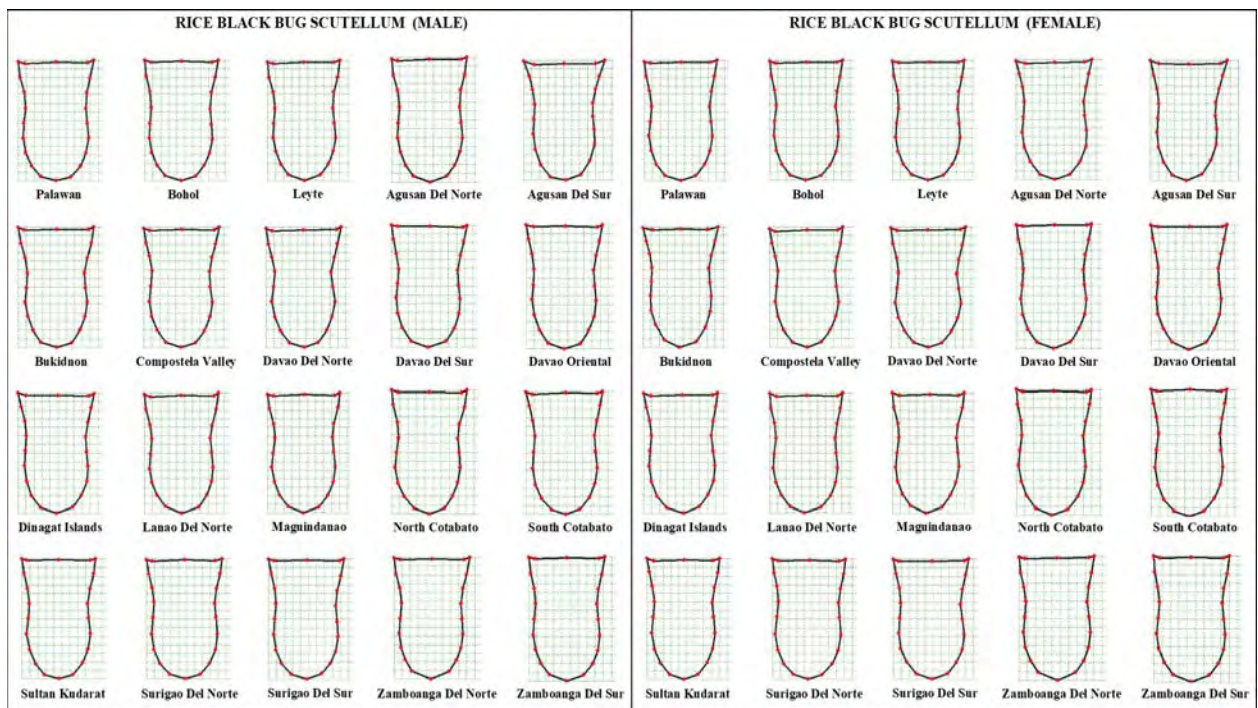 RICE BLACK BUG SCUTELLUM (MALE)
Palawan
Bohol
Leyte
Agusan Del Norte
Agusan Del Sur
Bukidnon
Compostela Valley
Davao Del Norte
Davao Del Sur
Davao Oriental
Dinagat Islands
Lanao Del Norte
Maguindanao
North Cotabato
South Cotabato
Sultan Kudarat
Surigao Del Norte
Surigao Del Sur
Zamboanga Del Norte
Zamboanga Del Sur
RICE BLACK BUG SCUTELLUM (FEMALE)
Palawan
Bohol
Leyte
Agusan Del Norte
Agusan Del Sur
Bukidnon
Compostela Valley
Davao Del Norte
Davao Del Sur
Davao Oriental
Dinagat Islands
Lanao Del Norte
Maguindanao
North Cotabato
South Cotabato
Sultan Kudarat
Surigao Del Norte
Surigao Del Sur
Zamboanga Del Norte
Zamboanga Del Sur